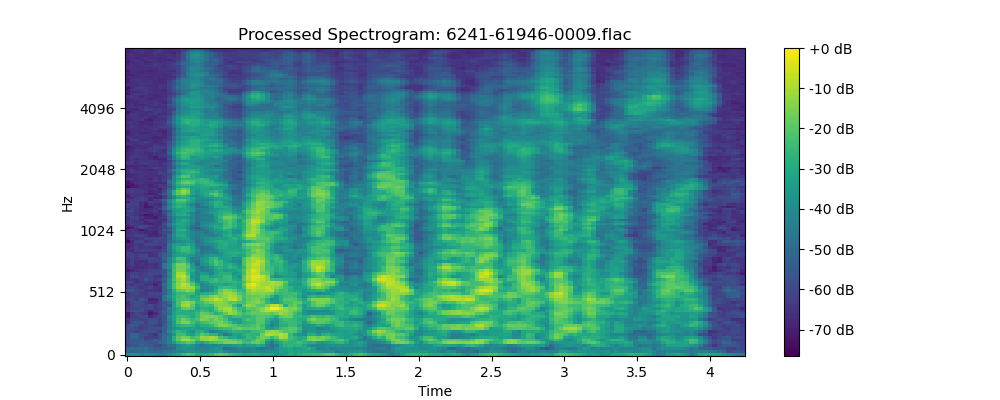 Processed Spectrogram: 6241-61946-0009.flac
Hz
4096
2048
1024
512
0
0 0.5 1 1.5 2 2.5 3 3.5 4
Time
+0 dB
-10 dB
-20 dB
-30 dB
-40 dB
-50 dB
-60 dB
-70 dB